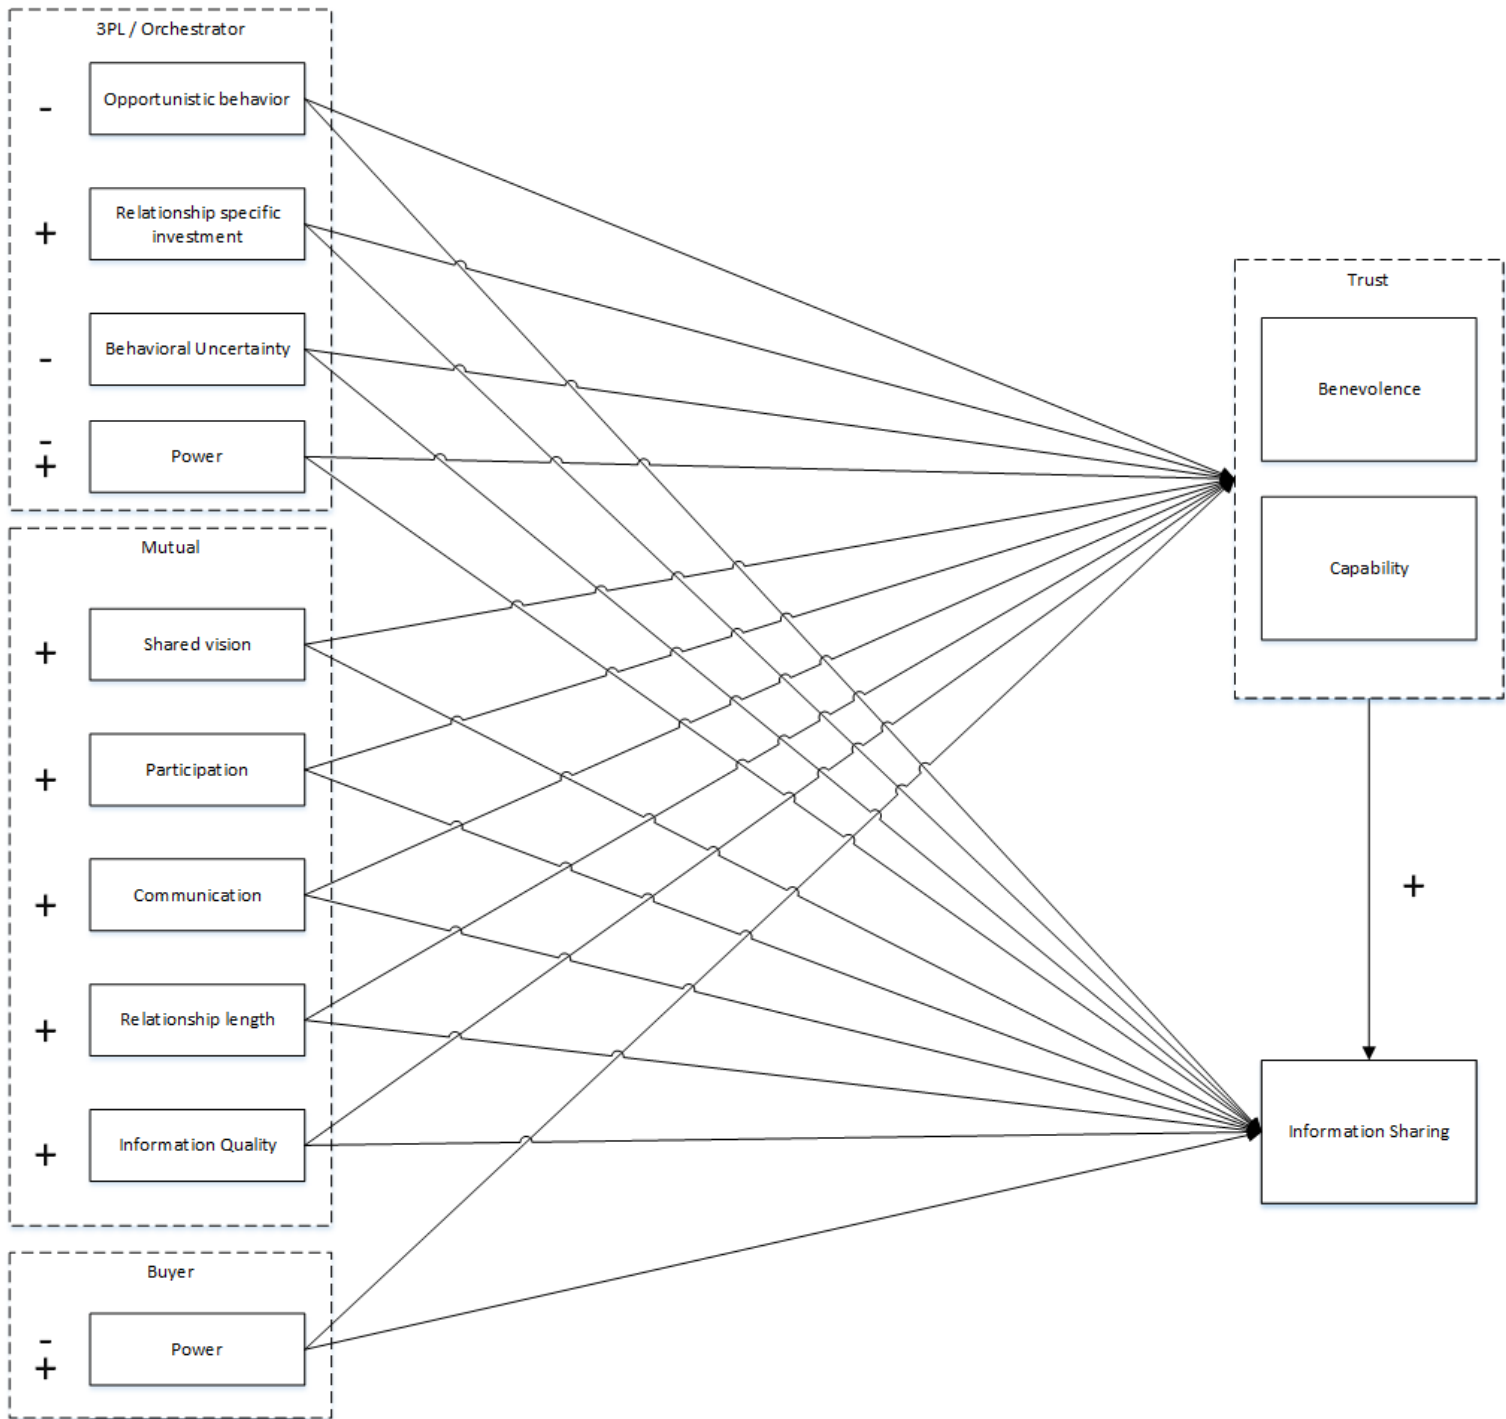 3PL / Orchestrator
-
Opportunistic behavior
+
Relationship specific
investment
-
Behavioral Uncertainty
-
+
Power
Mutual
+
Shared vision
+
Participation
+
Communication
+
Relationship length
+
Information Quality
Buyer
-
+
Power
Trust
Benevolence
Capability
+
Information Sharing